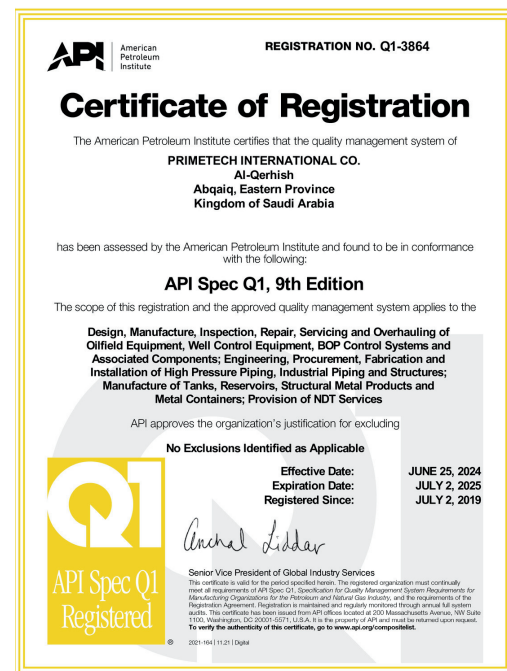 API
American
Petroleum
Institute
REGISTRATION NO. Q1-3864
Certificate of Registration
The American Petroleum Institute certifies that the quality management system of
PRIMETECH INTERNATIONAL CO.
Al-Qerhish
Abqaiq, Eastern Province
Kingdom of Saudi Arabia
has been assessed by the American Petroleum Institute and found to be in conformance
with the following:
API Spec Q1, 9th Edition
The scope of this registration and the approved quality management system applies to the
Design, Manufacture, Inspection, Repair, Servicing and Overhauling of
Oilfield Equipment, Well Control Equipment, BOP Control Systems and
Associated Components; Engineering, Procurement, Fabrication and
Installation of High Pressure Piping, Industrial Piping and Structures;
Manufacture of Tanks, Reservoirs, Structural Metal Products and
Metal Containers; Provision of NDT Services
API approves the organization's justification for excluding
No Exclusions Identified as Applicable
Effective Date: JUNE 25, 2024
Expiration Date: JULY 2, 2025
Registered Since: JULY 2, 2019
Q1
API Spec Q1
Registered
®
Anchal Liddar
Senior Vice President of Global Industry Services
This certificate is valid for the period specified herein. The registered organization must continually
meet all requirements of API Spec Q1, Specification for Quality Management System Requirements for
Manufacturing Organizations for the Petroleum and Natural Gas Industry, and the requirements of the
Registration Agreement. Registration is maintained and regularly monitored through annual full system
audits. This certificate has been issued from API offices located at 200 Massachusetts Avenue, NW Suite
1100, Washington, DC 20001-5571, U.S.A. It is the property of API and must be returned upon request.
To verify the authenticity of this certificate, go to www.api.org/compositelist.
2021-164 | 11.21 | Digital